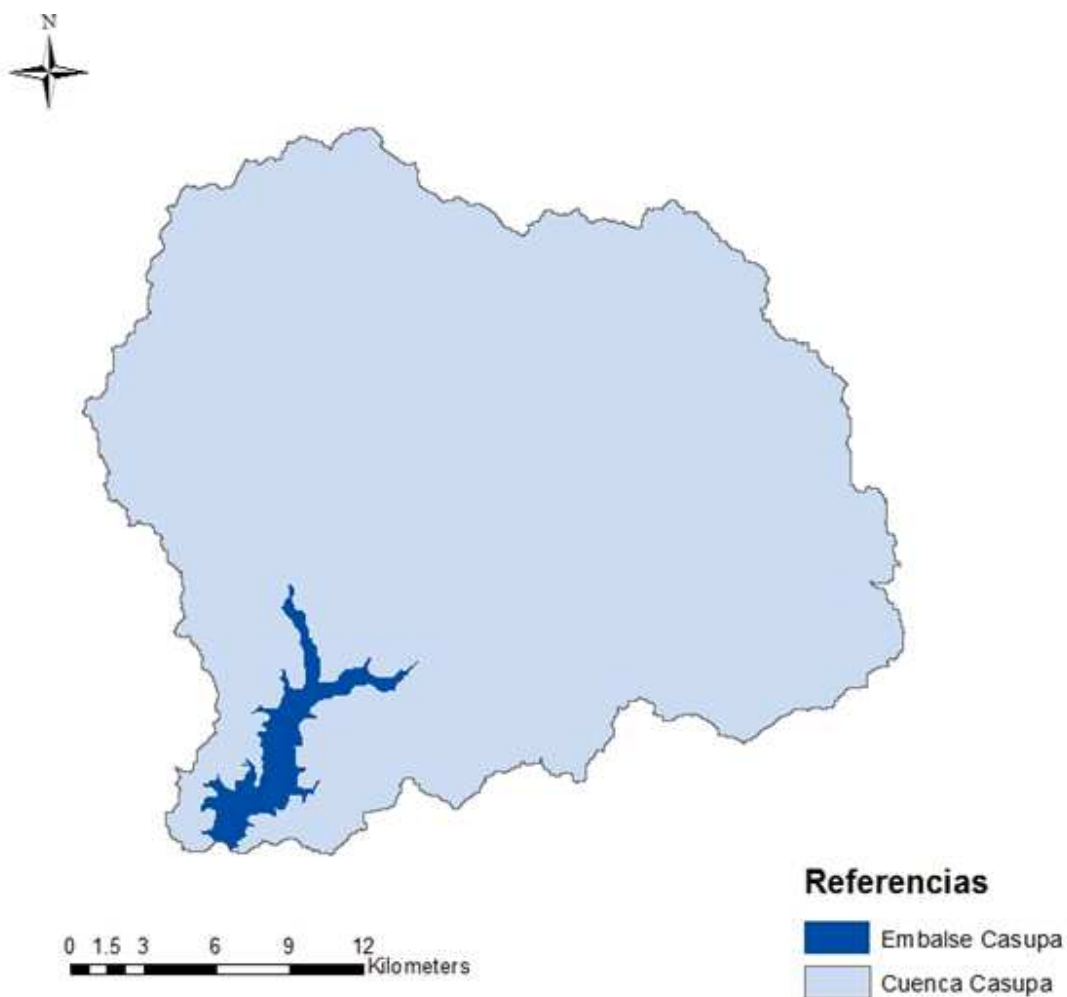 N
0 1.5 3 6 9 12
Kilometers
Referencias
Embalse Casupa
Cuenca Casupa